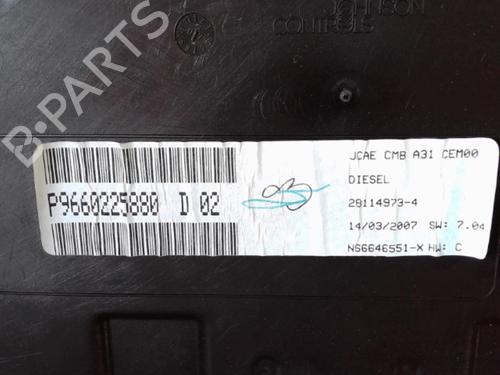 JOHNSON
CONTROLS
B-PARTS
P9660225880 D 02
JCAE CMB A31 CEM00
DIESEL
28114973-4
14/03/2007 SW: 7.04
NS6646551-X HW: C